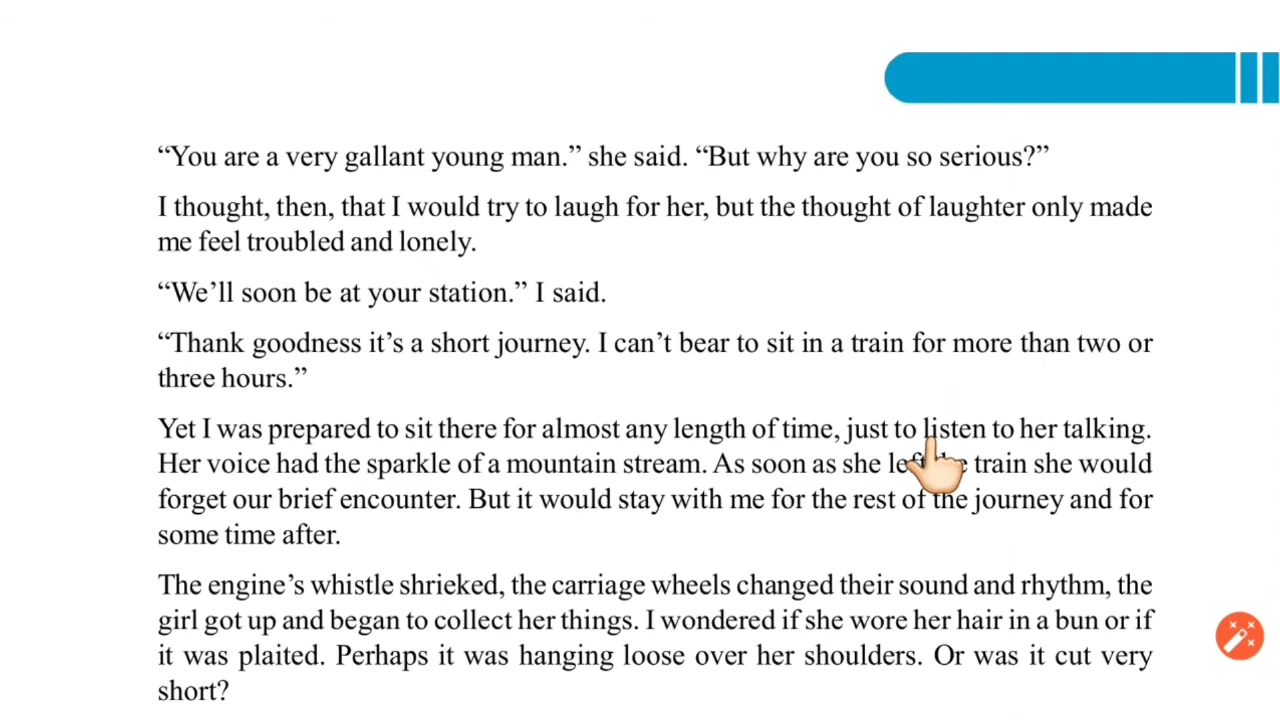 “You are a very gallant young man.” she said. “But why are you so serious?”
I thought, then, that I would try to laugh for her, but the thought of laughter only made
me feel troubled and lonely.
“We’ll soon be at your station.” I said.
“Thank goodness it’s a short journey. I can’t bear to sit in a train for more than two or
three hours.”
Yet I was prepared to sit there for almost any length of time, just to listen to her talking.
Her voice had the sparkle of a mountain stream. As soon as she left the train she would
forget our brief encounter. But it would stay with me for the rest of the journey and for
some time after.
The engine’s whistle shrieked, the carriage wheels changed their sound and rhythm, the
girl got up and began to collect her things. I wondered if she wore her hair in a bun or if
it was plaited. Perhaps it was hanging loose over her shoulders. Or was it cut very
short?